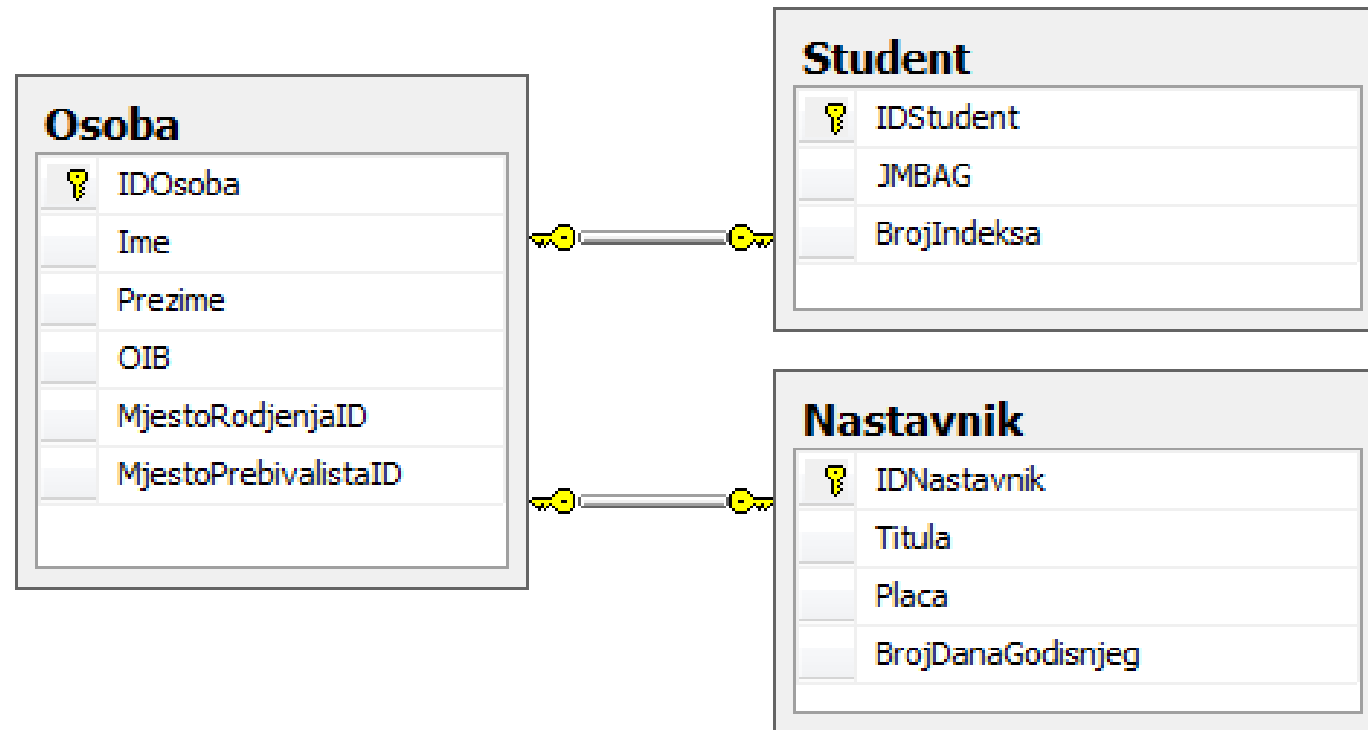 Osoba
IDOsoba
Ime
Prezime
OIB
MjestoRodjenjaID
MjestoPrebivalistaID
Student
IDStudent
JMBAG
BrojIndeksa
Nastavnik
IDNastavnik
Titula
Placa
BrojDanaGodisnjeg